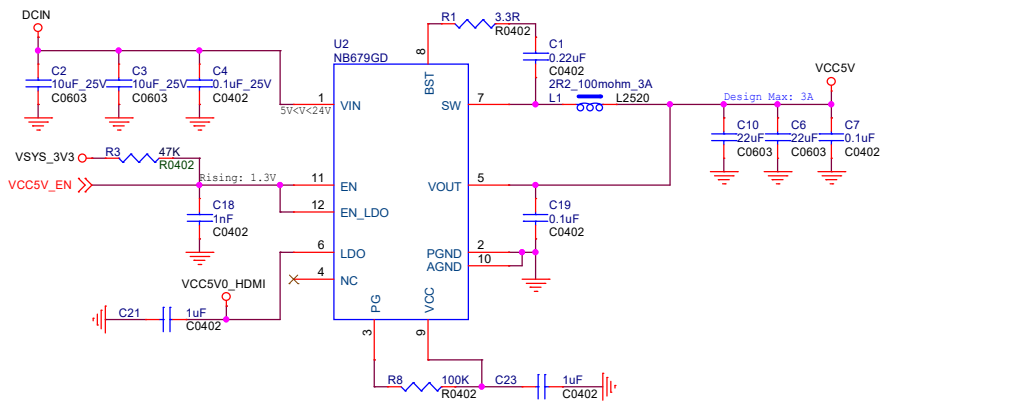 DCIN
R1
3.3R
R0402
U2
NB679GD
8
BST
C1
0.22uF
C0402
C2
10uF_25V
C0603
C3
10uF_25V
C0603
C4
0.1uF_25V
C0402
2R2_100mohm_3A
L1
L2520
VCC5V
1
VIN
5V<V<24V
SW
7
Design Max: 3A
C10
22uF
C0603
C6
22uF
C0603
C7
0.1uF
C0402
VSYS_3V3
R3
47K
R0402
VCC5V_EN
Rising: 1.3V
11
EN
VOUT
5
12
EN_LDO
C18
1nF
C0402
C19
0.1uF
C0402
6
LDO
PGND
2
AGND
10
4
NC
VCC5V0_HDMI
C21
1uF
C0402
PG
VCC
3
9
R8
100K
R0402
C23
1uF
C0402